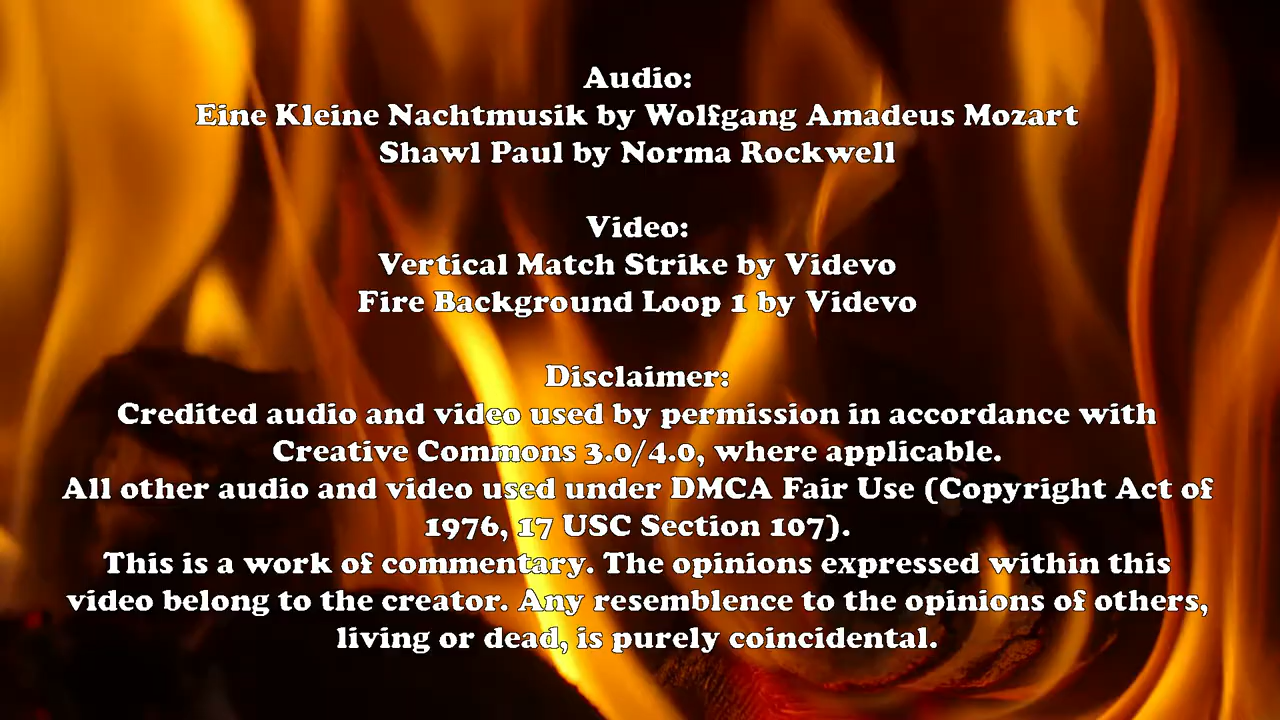 Audio:
Eine Kleine Nachtmusik by Wolfgang Amadeus Mozart
Shawl Paul by Norma Rockwell
Video:
Vertical Match Strike by Videvo
Fire Background Loop 1 by Videvo
Disclaimer:
Credited audio and video used by permission in accordance with
Creative Commons 3.0/4.0, where applicable.
All other audio and video used under DMCA Fair Use (Copyright Act of
1976, 17 USC Section 107).
This is a work of commentary. The opinions expressed within this
video belong to the creator. Any resemblence to the opinions of others,
living or dead, is purely coincidental.